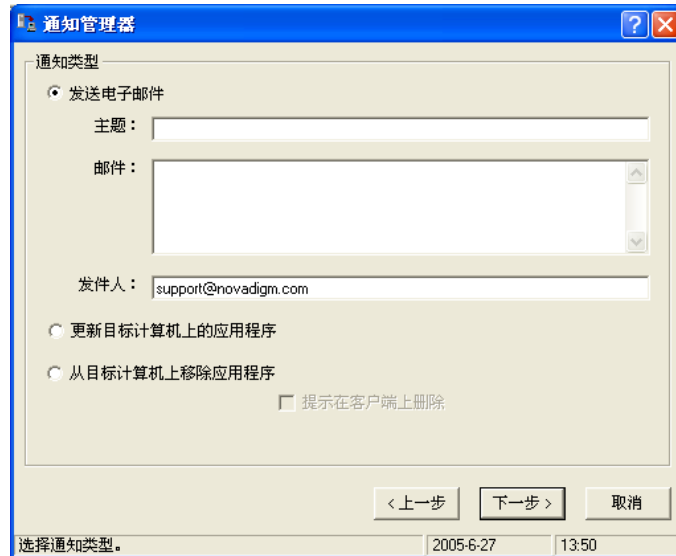 通知管理器
通知类型
发送电子邮件
主题：
邮件：
发件人： support@novadigm.com
更新目标计算机上的应用程序
从目标计算机上移除应用程序
提示在客户端上删除
<上一步 下一步> 取消
选择通知类型。 2005-6-27 13:50